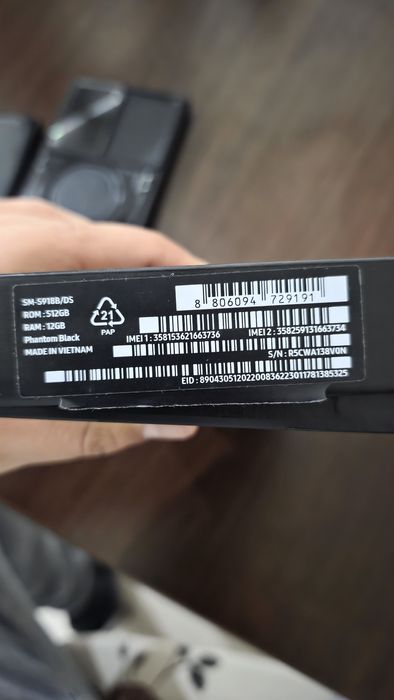 SM-S918B/DS
ROM : 512GB
RAM : 12GB
Phantom Black
MADE IN VIETNAM
21
PAP
8 806094 729191
IMEI 1 : 358153621663736
IMEI 2 : 358259131663734
S/N : R5CWA138V0N
EID : 89043051202200836223011781385325